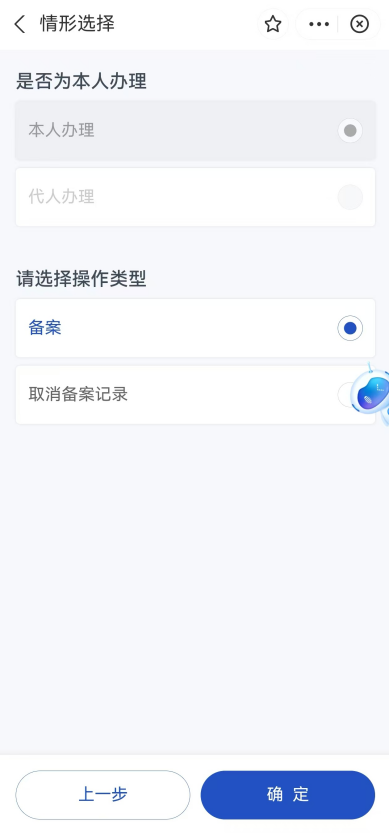 情形选择
是否为本人办理
本人办理
代人办理
请选择操作类型
备案
取消备案记录
上一步
确 定